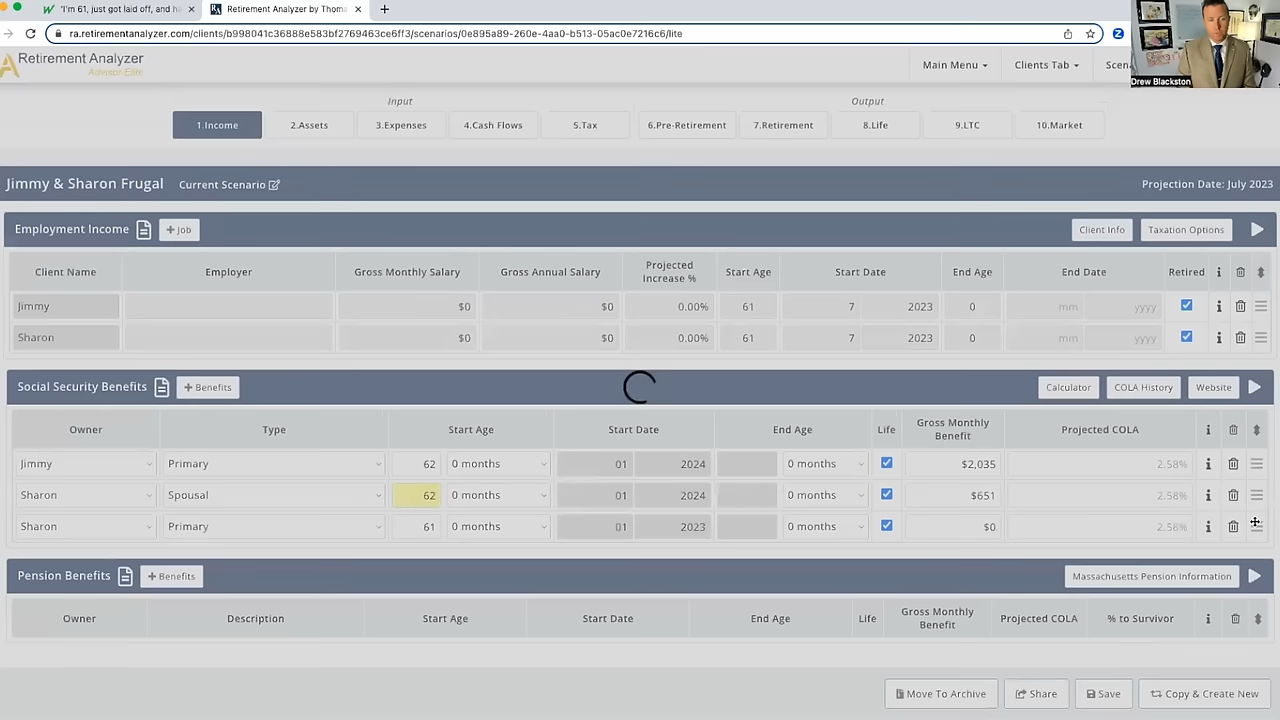 'I'm 61, just got laid off, and ha
Retirement Analyzer by Thoma
ra.retirementanalyzer.com/clients/b998041c36888e583bf2769463ce6ff3/scenarios/0e895a89-260e-4aa0-b513-05ac0e7216c6/lite
Retirement Analyzer
Advisor Elite
Main Menu
Clients Tab
Scen
Drew Blackston
Input
Output
1.Income
2.Assets
3.Expenses
4.Cash Flows
5.Tax
6.Pre-Retirement
7.Retirement
8.Life
9.LTC
10.Market
Jimmy & Sharon Frugal
Current Scenario
Projection Date: July 2023
Employment Income
+ Job
Client Info
Taxation Options
Client Name Employer Gross Monthly Salary Gross Annual Salary Projected Increase % Start Age Start Date End Age End Date Retired
Jimmy $0 $0 0.00% 61 7 2023 0 mm yyyy
Sharon $0 $0 0.00% 61 7 2023 0 mm yyyy
Social Security Benefits
+ Benefits
Calculator
COLA History
Website
Owner Type Start Age Start Date End Age Life Gross Monthly Benefit Projected COLA
Jimmy Primary 62 0 months 01 2024 0 months $2,035 2.58%
Sharon Spousal 62 0 months 01 2024 0 months $651 2.58%
Sharon Primary 61 0 months 01 2023 0 months $0 2.58%
Pension Benefits
+ Benefits
Massachusetts Pension Information
Owner Description Start Age Start Date End Age Life Gross Monthly Benefit Projected COLA % to Survivor
Move To Archive
Share
Save
Copy & Create New